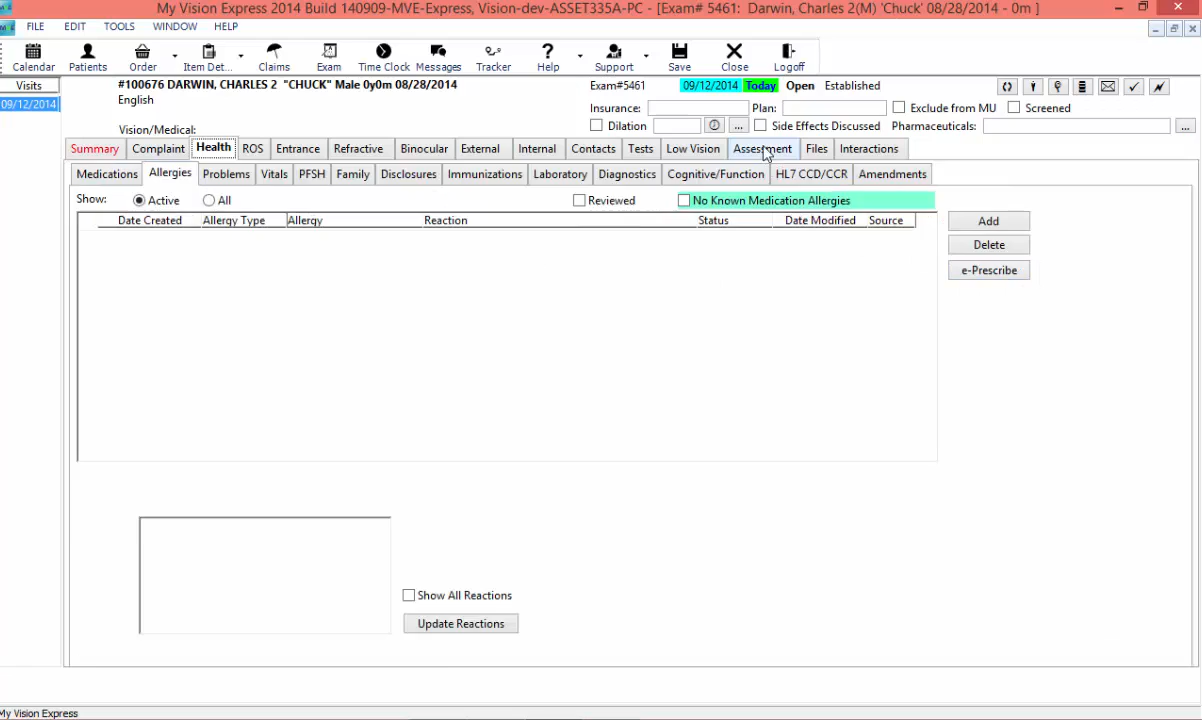 My Vision Express 2014 Build 140909-MVE-Express, Vision-dev-ASSET335A-PC - [Exam# 5461: Darwin, Charles 2(M) 'Chuck' 08/28/2014 - 0m ]
FILE EDIT TOOLS WINDOW HELP
Calendar Patients Order Item Det... Claims Exam Time Clock Messages Tracker Help Support Save Close Logoff
Visits
09/12/2014
#100676 DARWIN, CHARLES 2 "CHUCK" Male 0y0m 08/28/2014 Exam#5461 09/12/2014 Today Open Established
English
Insurance: Plan: Exclude from MU Screened
Vision/Medical: Dilation ... Side Effects Discussed Pharmaceuticals: ...
Summary Complaint Health ROS Entrance Refractive Binocular External Internal Contacts Tests Low Vision Assessment Files Interactions
Medications Allergies Problems Vitals PFSH Family Disclosures Immunizations Laboratory Diagnostics Cognitive/Function HL7 CCD/CCR Amendments
Show: Active All Reviewed No Known Medication Allergies
Date Created Allergy Type Allergy Reaction Status Date Modified Source
Add
Delete
e-Prescribe
Show All Reactions
Update Reactions
My Vision Express